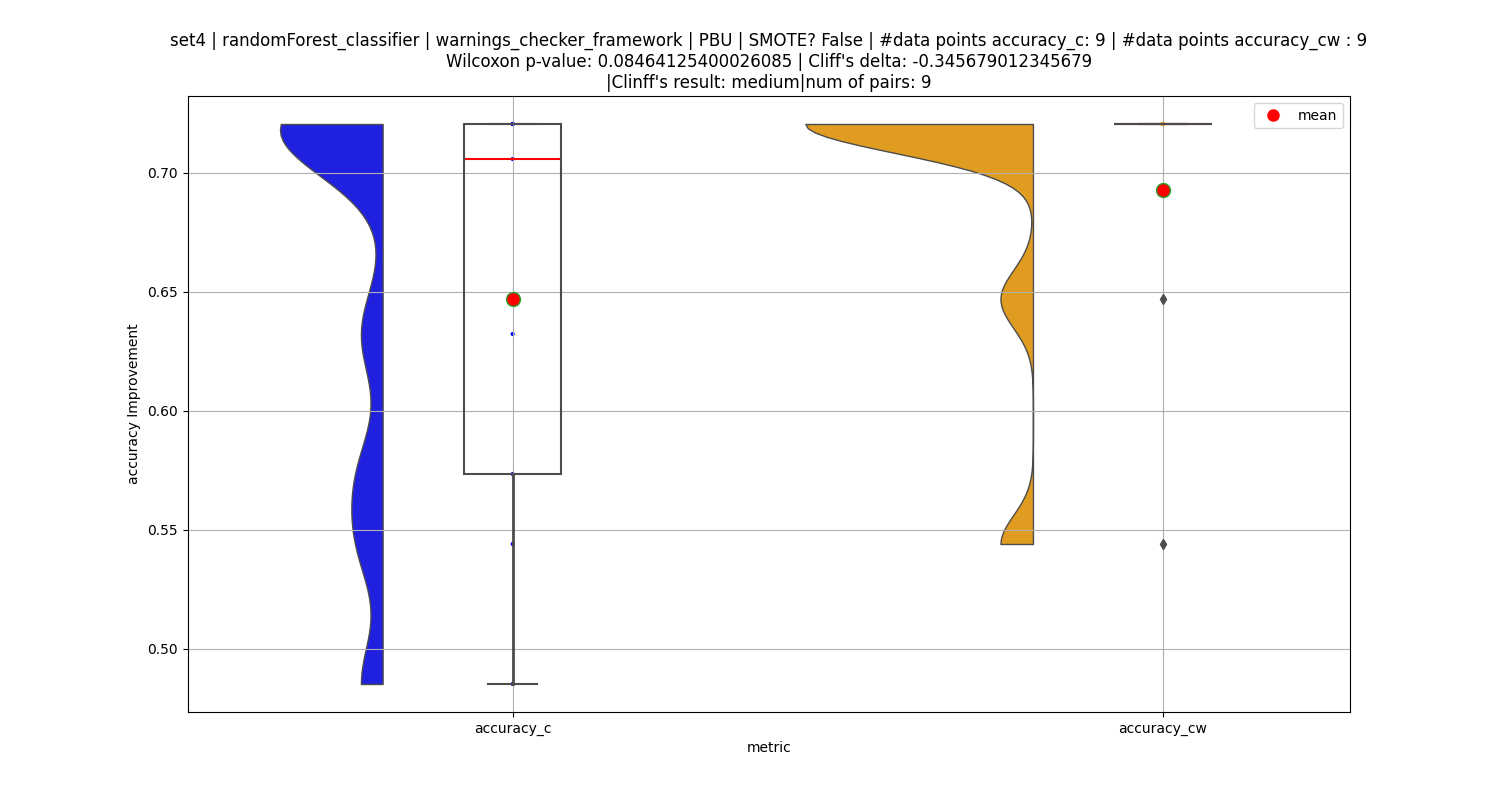 set4 | randomForest_classifier | warnings_checker_framework | PBU | SMOTE? False | #data points accuracy_c: 9 | #data points accuracy_cw : 9
Wilcoxon p-value: 0.08464125400026085 | Cliff's delta: -0.345679012345679
|Clinff's result: medium|num of pairs: 9
mean
0.70
0.65
0.60
0.55
0.50
accuracy Improvement
accuracy_c
accuracy_cw
metric